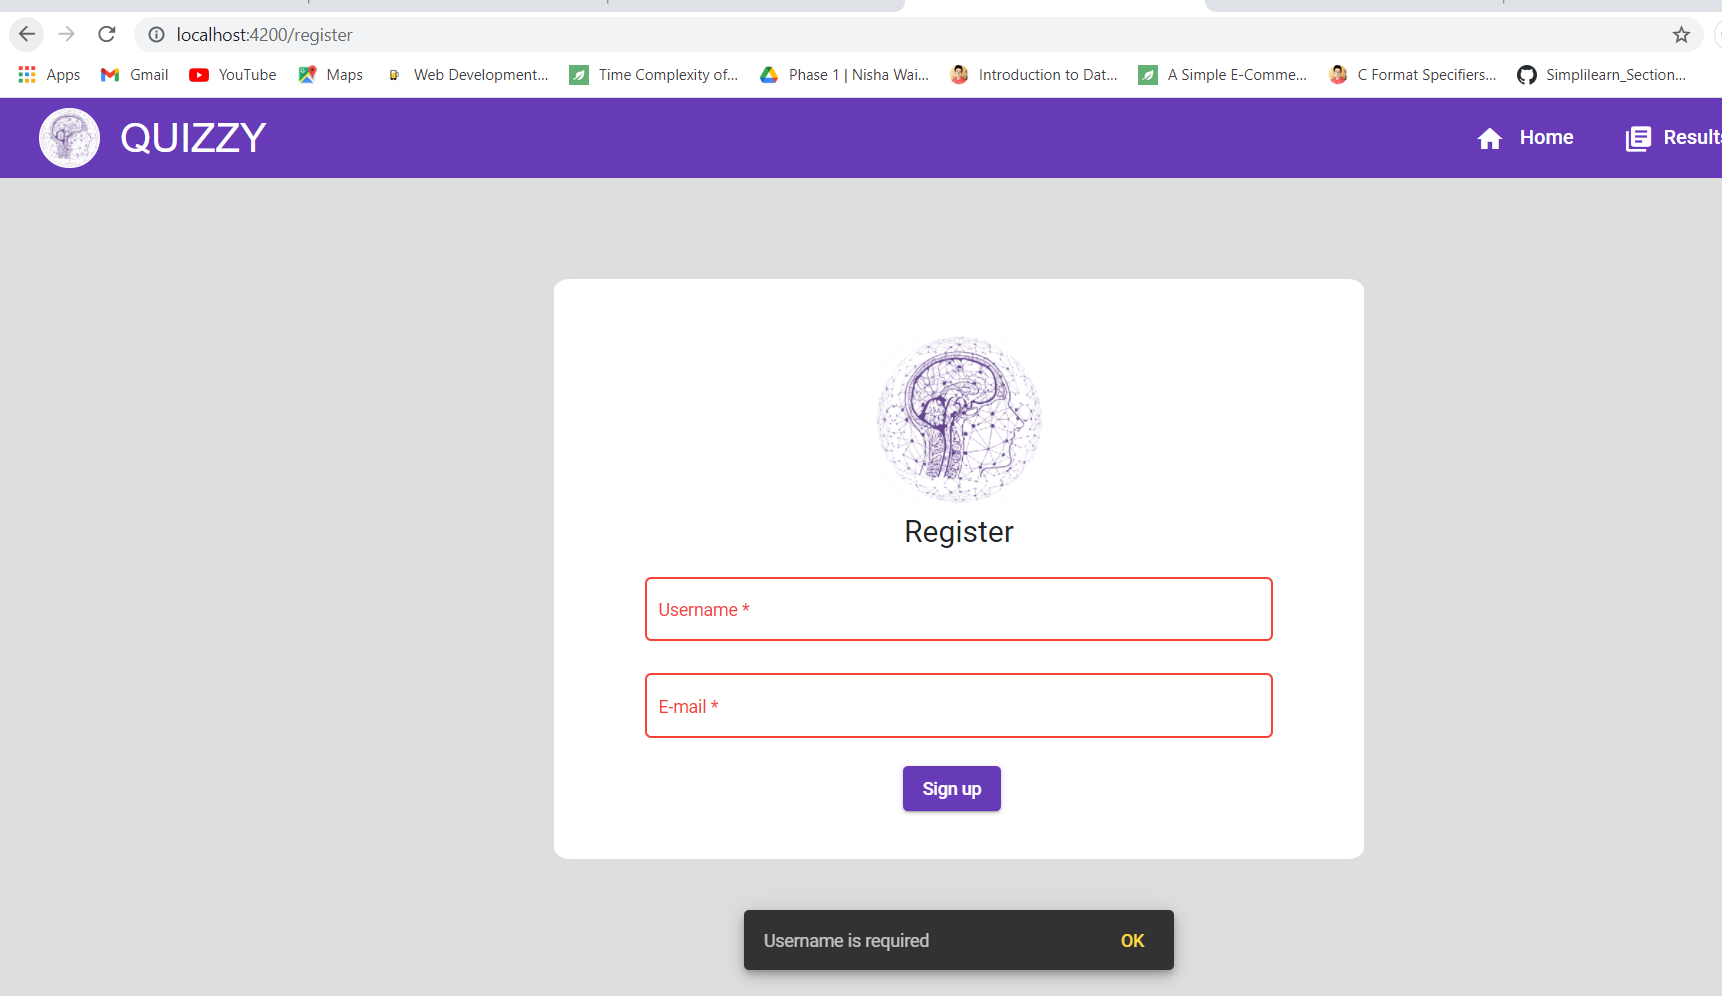 localhost:4200/register
Apps Gmail YouTube Maps Web Development... Time Complexity of... Phase 1 | Nisha Wai... Introduction to Dat... A Simple E-Comme... C Format Specifiers... Simplilearn_Section...
QUIZZY Home Results
Register
Username *
E-mail *
Sign up
Username is required OK